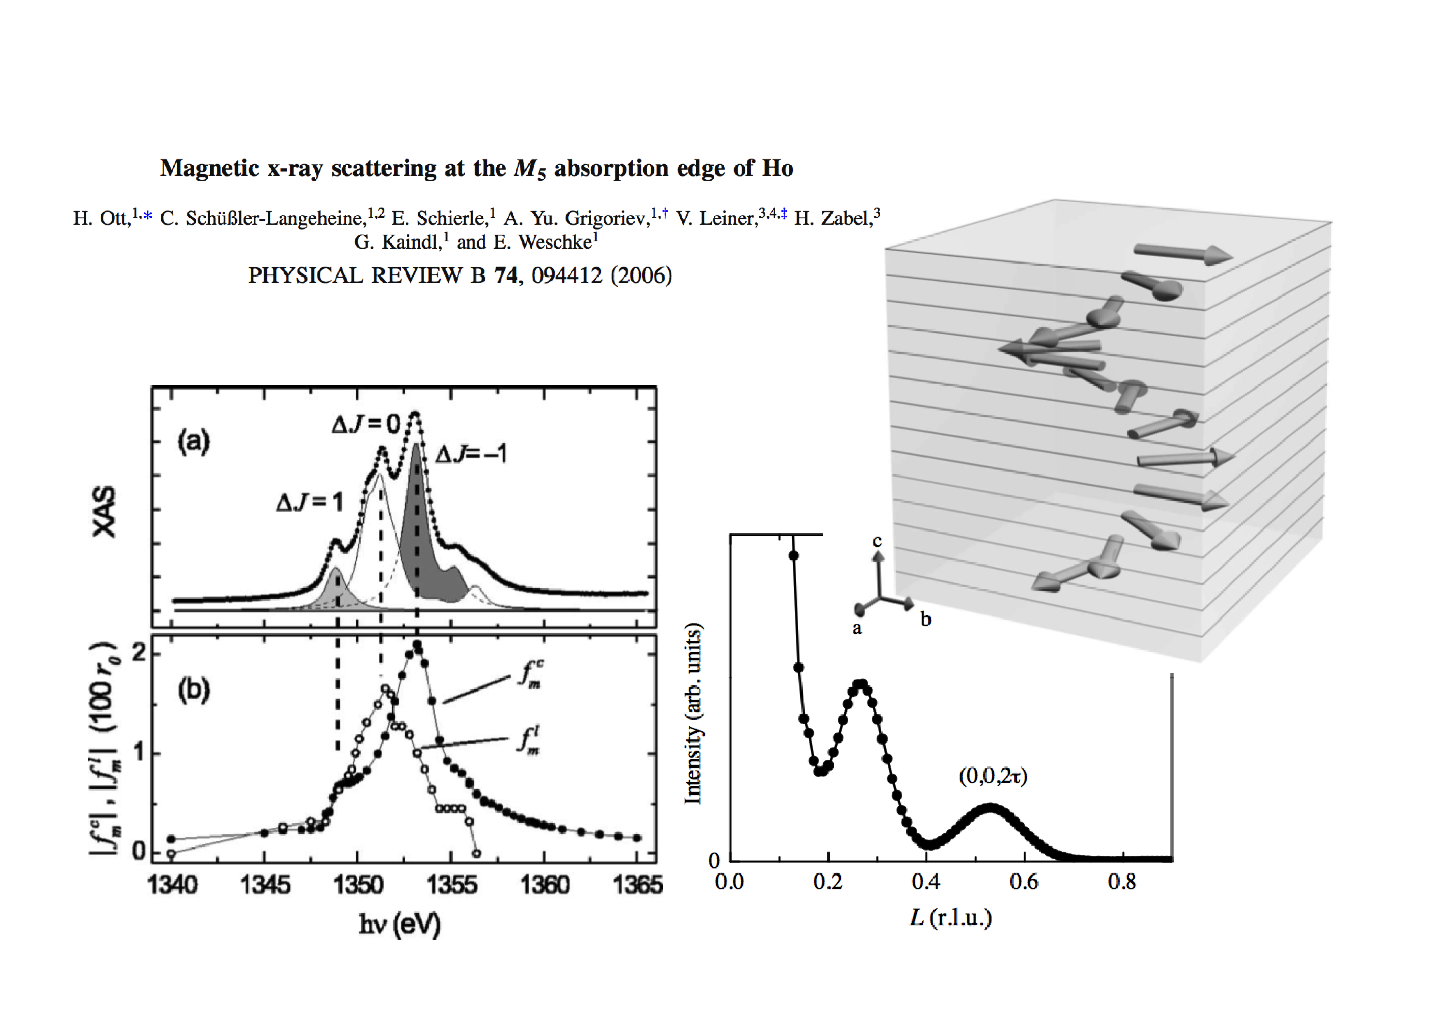 Magnetic x-ray scattering at the M5 absorption edge of Ho
H. Ott,1,* C. Schüßler-Langeheine,1,2 E. Schierle,1 A. Yu. Grigoriev,1,† V. Leiner,3,4,‡ H. Zabel,3
G. Kaindl,1 and E. Weschke1
PHYSICAL REVIEW B 74, 094412 (2006)
(a)
ΔJ=0
ΔJ=–1
ΔJ=1
XAS
(b)
2
1
0
|f_m^c|, |f_m^l| (100 r0)
f_m^c
f_m^l
1340 1345 1350 1355 1360 1365
hν (eV)
c
a
b
Intensity (arb. units)
(0,0,2τ)
0
0.0 0.2 0.4 0.6 0.8
L (r.l.u.)